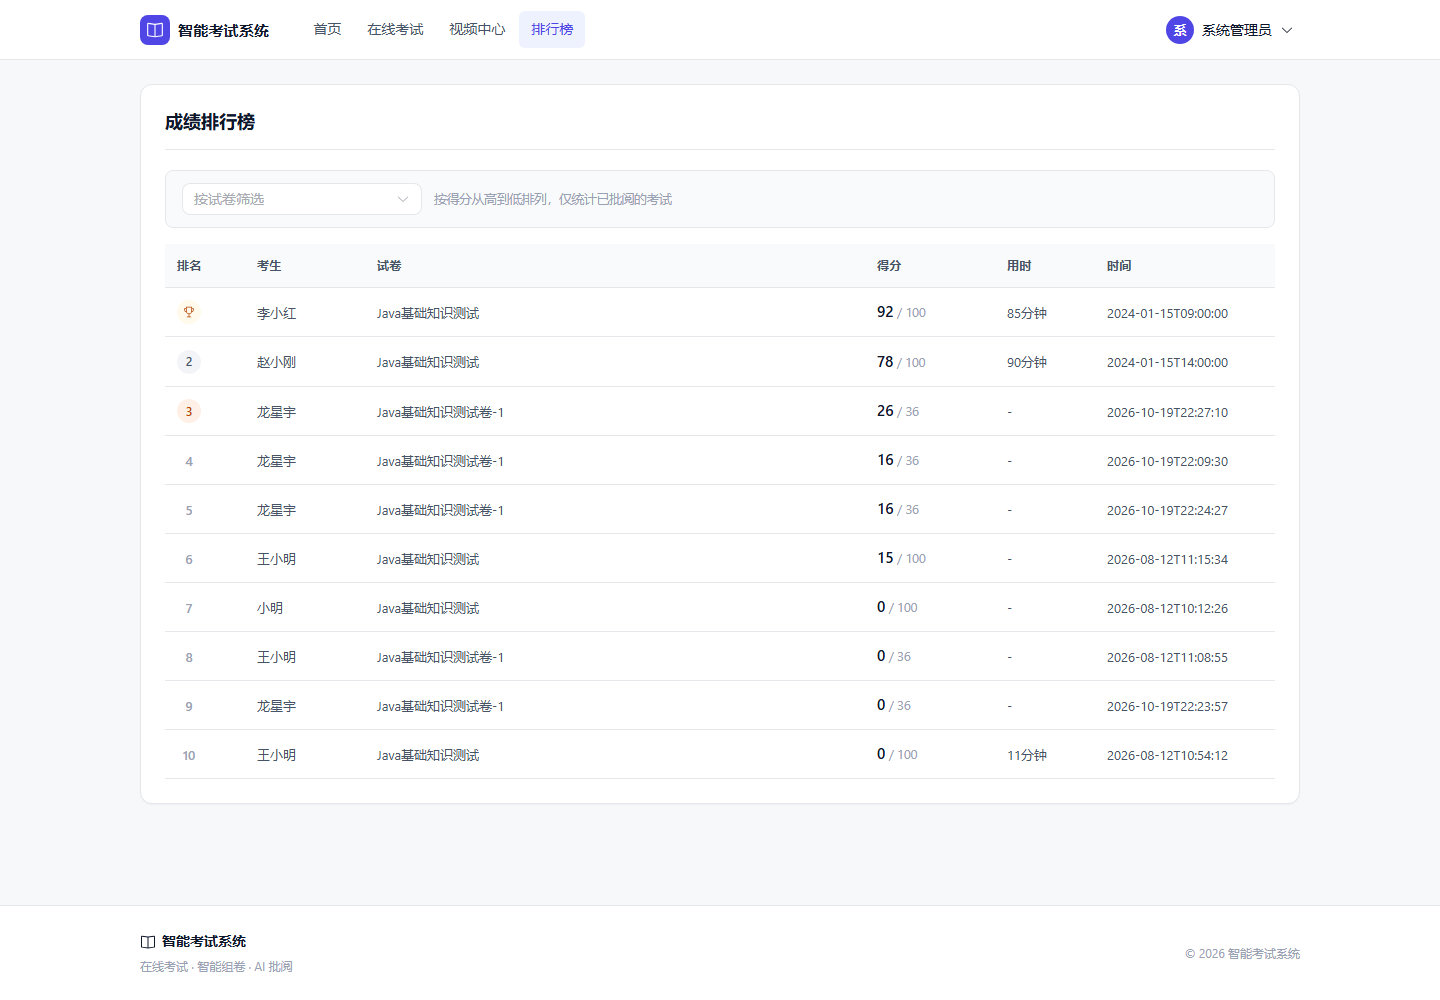 智能考试系统 首页 在线考试 视频中心 排行榜 系 系统管理员
成绩排行榜
按试卷筛选 按得分从高到低排列，仅统计已批阅的考试
排名 考生 试卷 得分 用时 时间
李小红 Java基础知识测试 92 / 100 85分钟 2024-01-15T09:00:00
2 赵小刚 Java基础知识测试 78 / 100 90分钟 2024-01-15T14:00:00
3 龙星宇 Java基础知识测试卷-1 26 / 36 - 2026-10-19T22:27:10
4 龙星宇 Java基础知识测试卷-1 16 / 36 - 2026-10-19T22:09:30
5 龙星宇 Java基础知识测试卷-1 16 / 36 - 2026-10-19T22:24:27
6 王小明 Java基础知识测试 15 / 100 - 2026-08-12T11:15:34
7 小明 Java基础知识测试 0 / 100 - 2026-08-12T10:12:26
8 王小明 Java基础知识测试卷-1 0 / 36 - 2026-08-12T11:08:55
9 龙星宇 Java基础知识测试卷-1 0 / 36 - 2026-10-19T22:23:57
10 王小明 Java基础知识测试 0 / 100 11分钟 2026-08-12T10:54:12
智能考试系统
在线考试 · 智能组卷 · AI 批阅
© 2026 智能考试系统